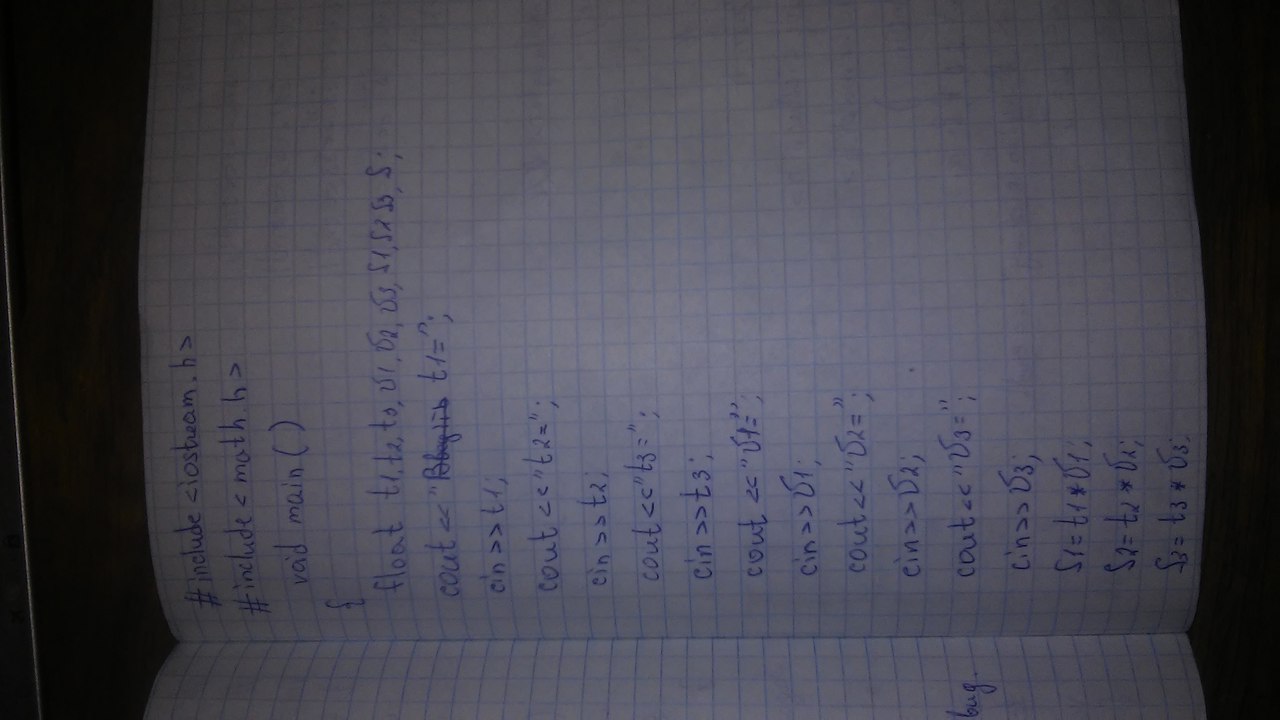 #include <iostream.h>
#include < math.h>
void main ( )
{
float t1, t2, t3, v1, v2, v3, S1, S2 S3, S;
cout << " t1=";
cin >> t1;
cout << "t2=";
cin >> t2;
cout << "t3= ";
cin >> t3;
cout << "v1=";
cin >> v1;
cout << "v2=";
cin >> v2;
bug.
cout << "v3=";
cin >> v3;
S1= t1 * v1;
S2= t2 * v2;
S3= t3 * v3;